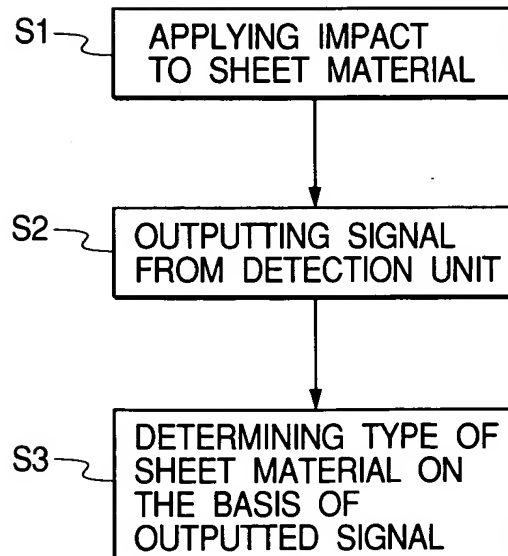 S1
APPLYING IMPACT
TO SHEET MATERIAL
S2
OUTPUTTING SIGNAL
FROM DETECTION UNIT
S3
DETERMINING TYPE OF
SHEET MATERIAL ON
THE BASIS OF
OUTPUTTED SIGNAL